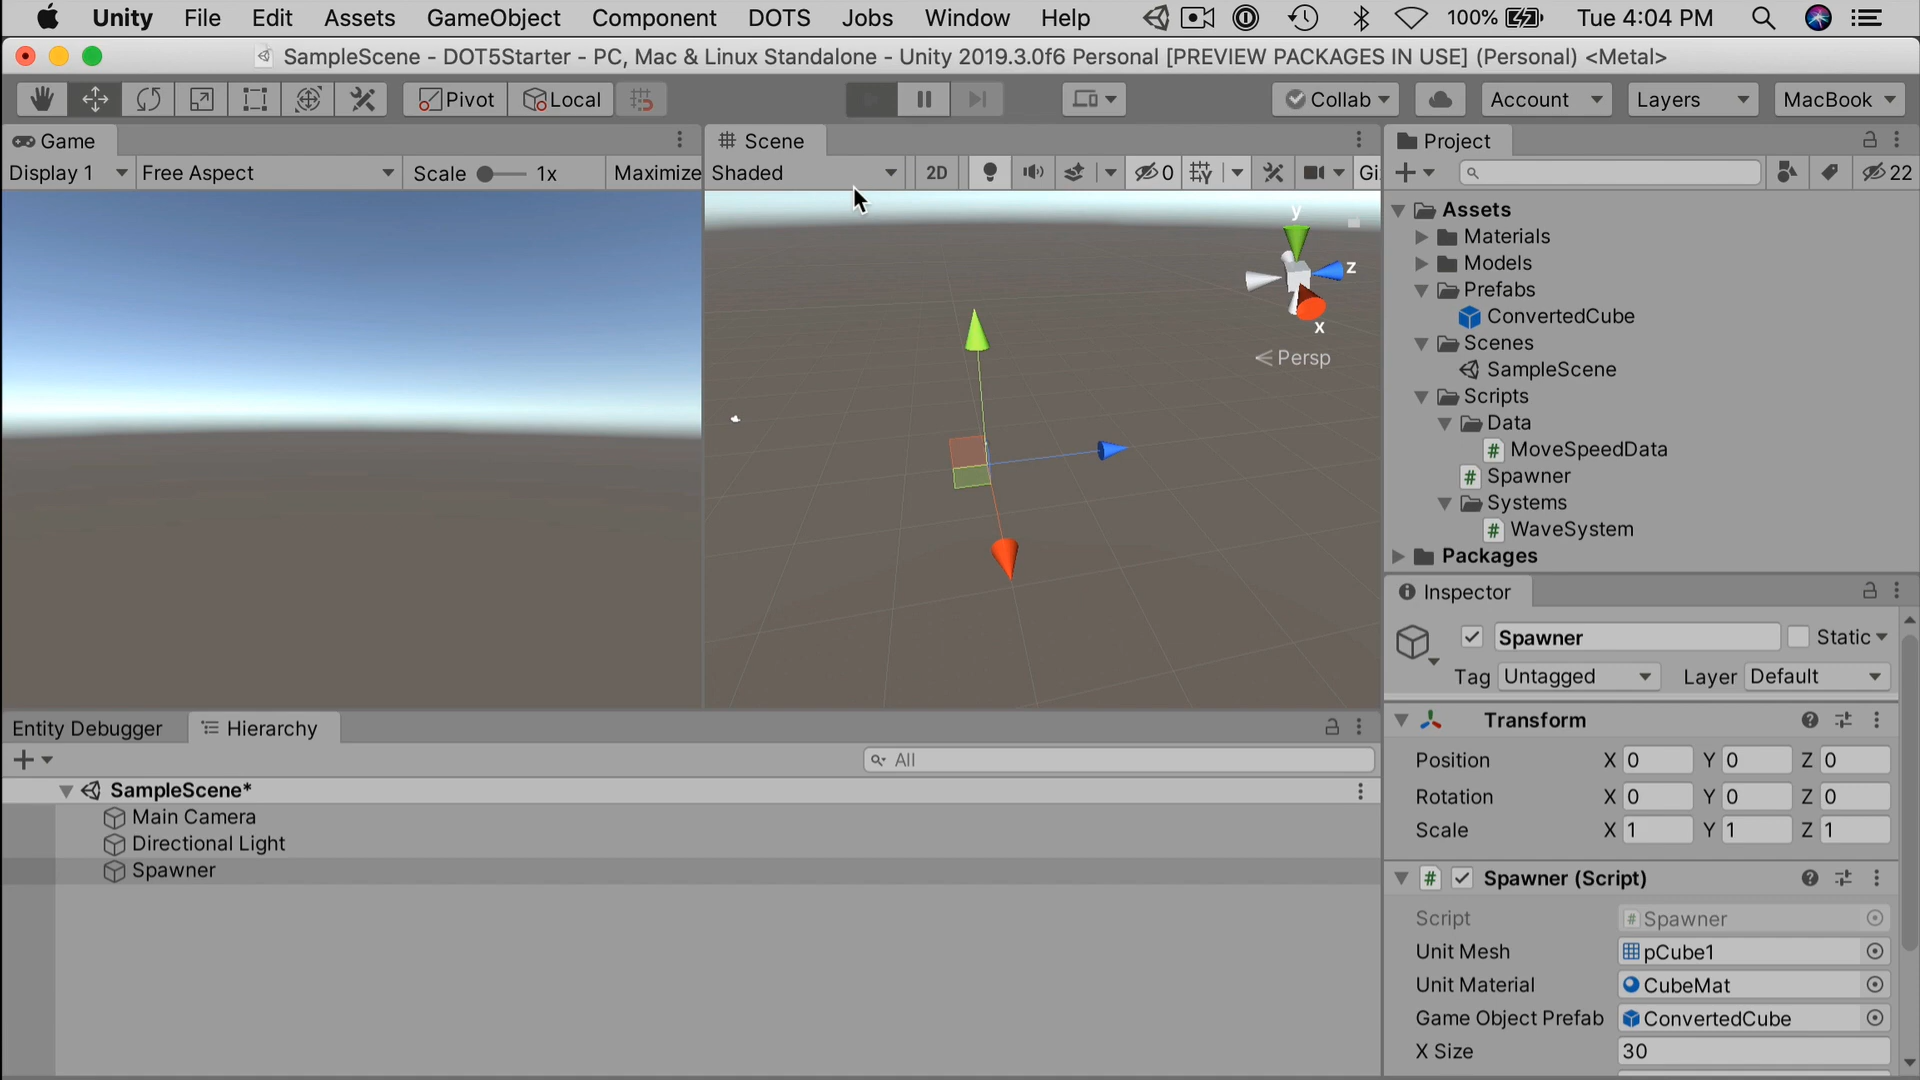 Unity File Edit Assets GameObject Component DOTS Jobs Window Help 100% Tue 4:04 PM
SampleScene - DOT5Starter - PC, Mac & Linux Standalone - Unity 2019.3.0f6 Personal [PREVIEW PACKAGES IN USE] (Personal) <Metal>
Pivot Local Collab Account Layers MacBook
Game Scene Project
Display 1 Free Aspect Scale 1x Maximize Shaded 2D 0 Gi 22
Assets
Materials
Models
Prefabs
ConvertedCube
Scenes
SampleScene
Scripts
Data
MoveSpeedData
Spawner
Systems
WaveSystem
Packages
y
z
x
Persp
Inspector
Spawner Static
Tag Untagged Layer Default
Transform
Position X 0 Y 0 Z 0
Rotation X 0 Y 0 Z 0
Scale X 1 Y 1 Z 1
Spawner (Script)
Script Spawner
Unit Mesh pCube1
Unit Material CubeMat
Game Object Prefab ConvertedCube
X Size 30
Entity Debugger Hierarchy
All
SampleScene*
Main Camera
Directional Light
Spawner